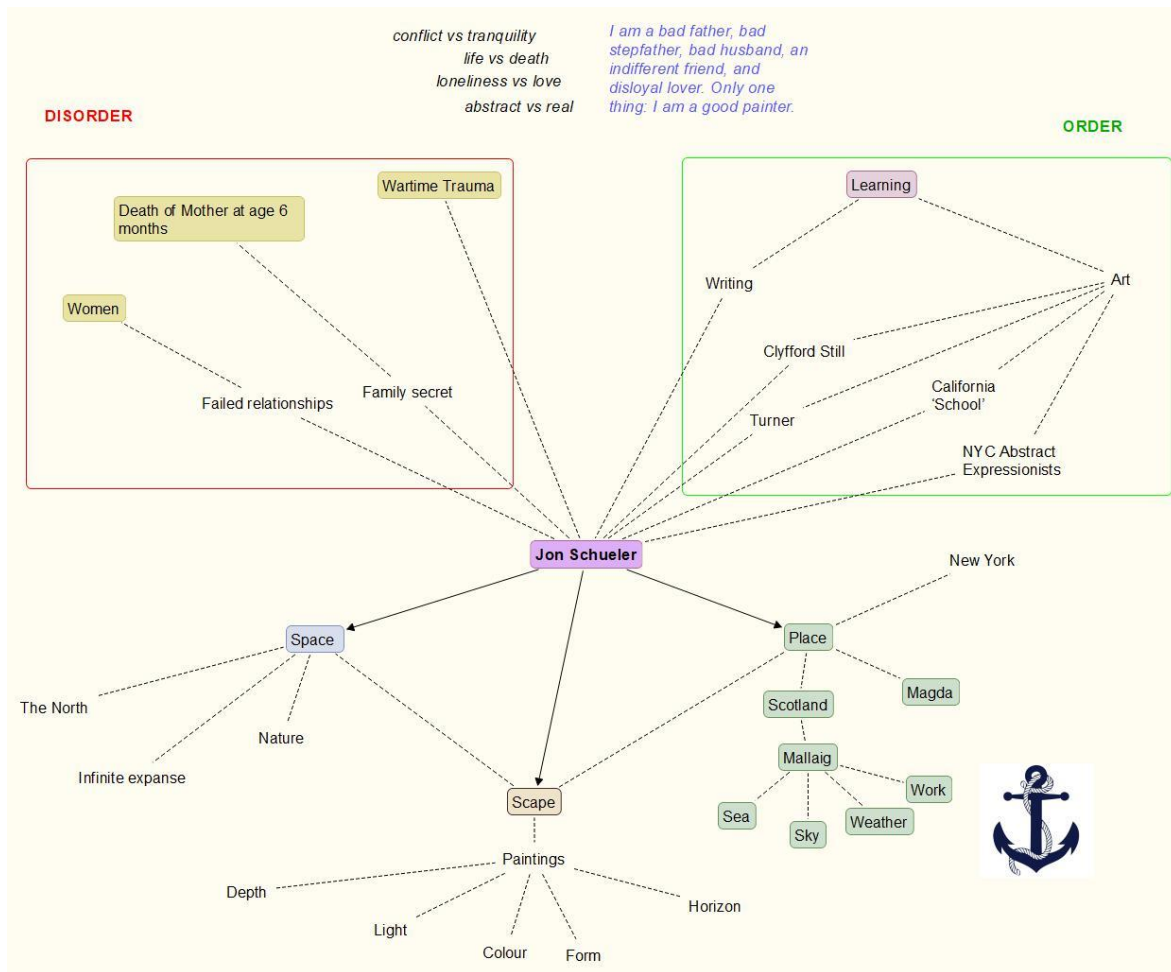 conflict vs tranquility
life vs death
loneliness vs love
abstract vs real
I am a bad father, bad
stepfather, bad husband, an
indifferent friend, and
disloyal lover. Only one
thing: I am a good painter.
DISORDER
ORDER
Wartime Trauma
Death of Mother at age 6
months
Women
Failed relationships
Family secret
Learning
Writing
Art
Clyfford Still
Turner
California
‘School’
NYC Abstract
Expressionists
Jon Schueler
New York
Space
Place
The North
Nature
Infinite expanse
Magda
Scotland
Mallaig
Work
Sea
Sky
Weather
Scape
Paintings
Depth
Light
Colour
Form
Horizon